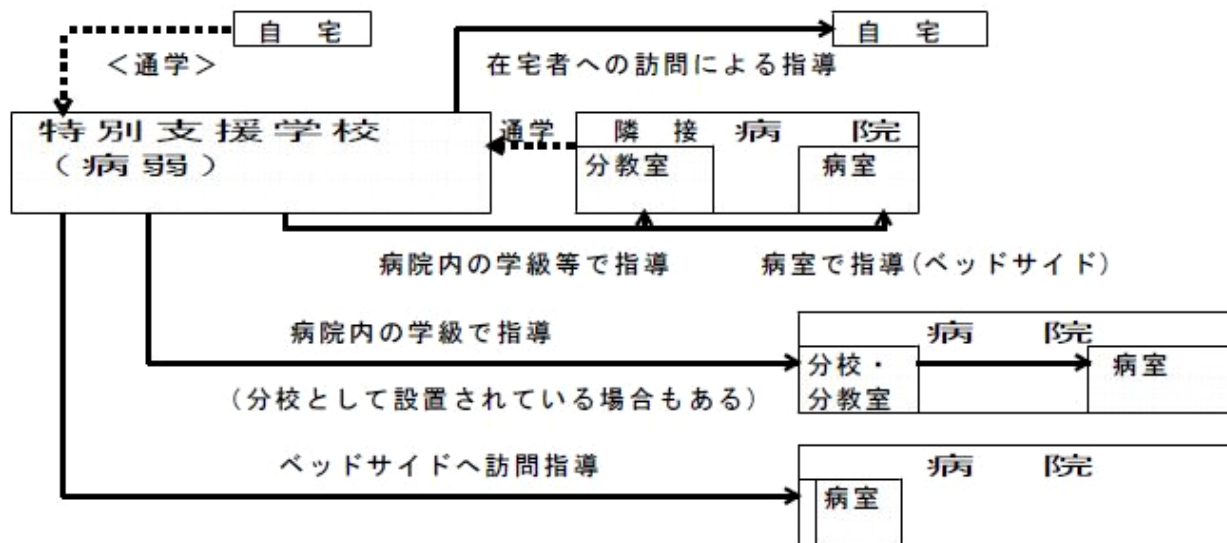 自 宅
自 宅
<通学>
在宅者への訪問による指導
特別支援学校
(病弱)
通学
隣 接 病 院
分教室
病室
病院内の学級等で指導
病室で指導(ベッドサイド)
病院内の学級で指導
病 院
分校・
分教室
病室
(分校として設置されている場合もある)
ベッドサイドへ訪問指導
病 院
病室